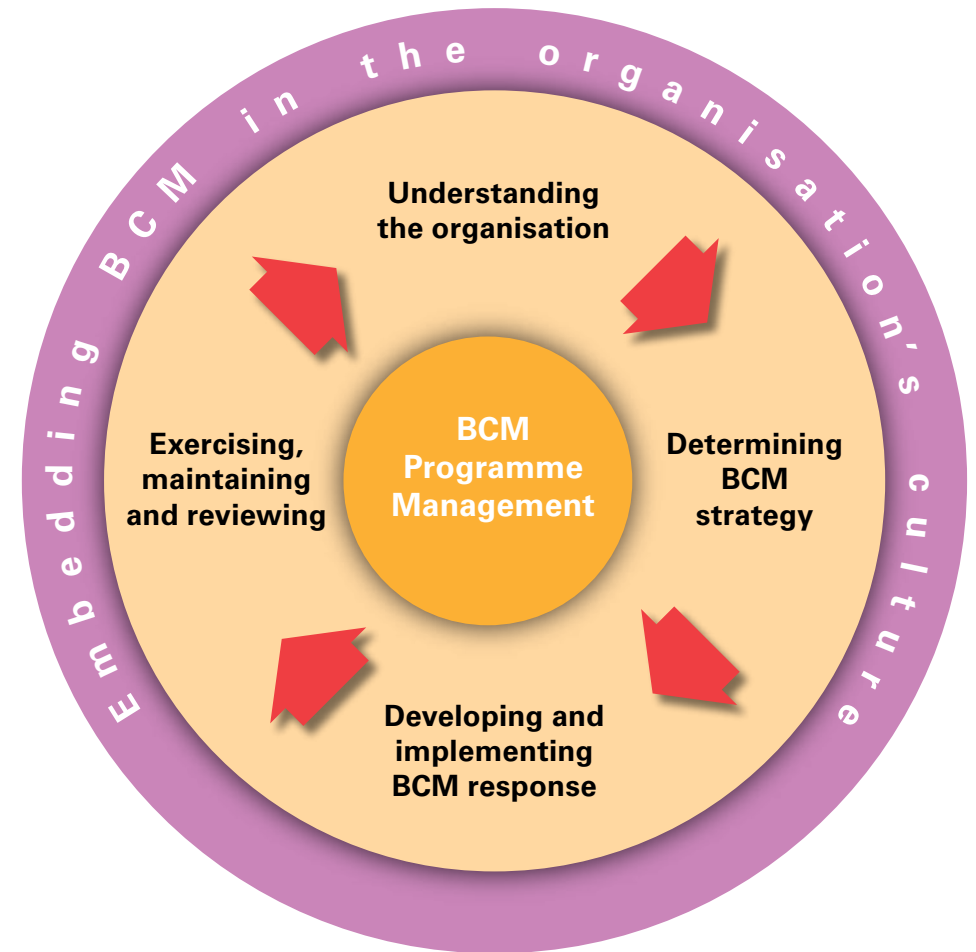 Embedding BCM in the organisation's culture
Understanding
the organisation
Determining
BCM
strategy
Developing and
implementing
BCM response
Exercising,
maintaining
and reviewing
BCM
Programme
Management